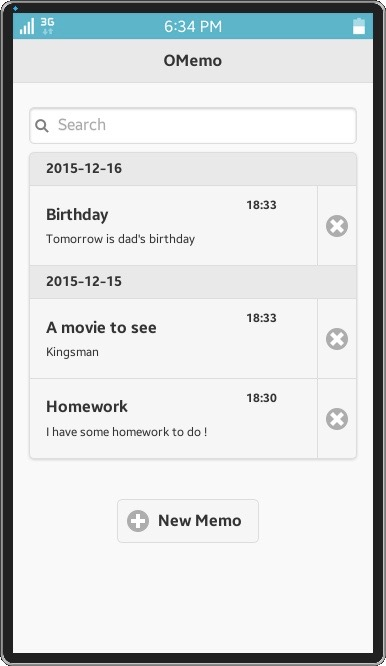 3G
6:34 PM
OMemo
Search
2015-12-16
Birthday
18:33
Tomorrow is dad's birthday
2015-12-15
A movie to see
18:33
Kingsman
Homework
18:30
I have some homework to do !
New Memo